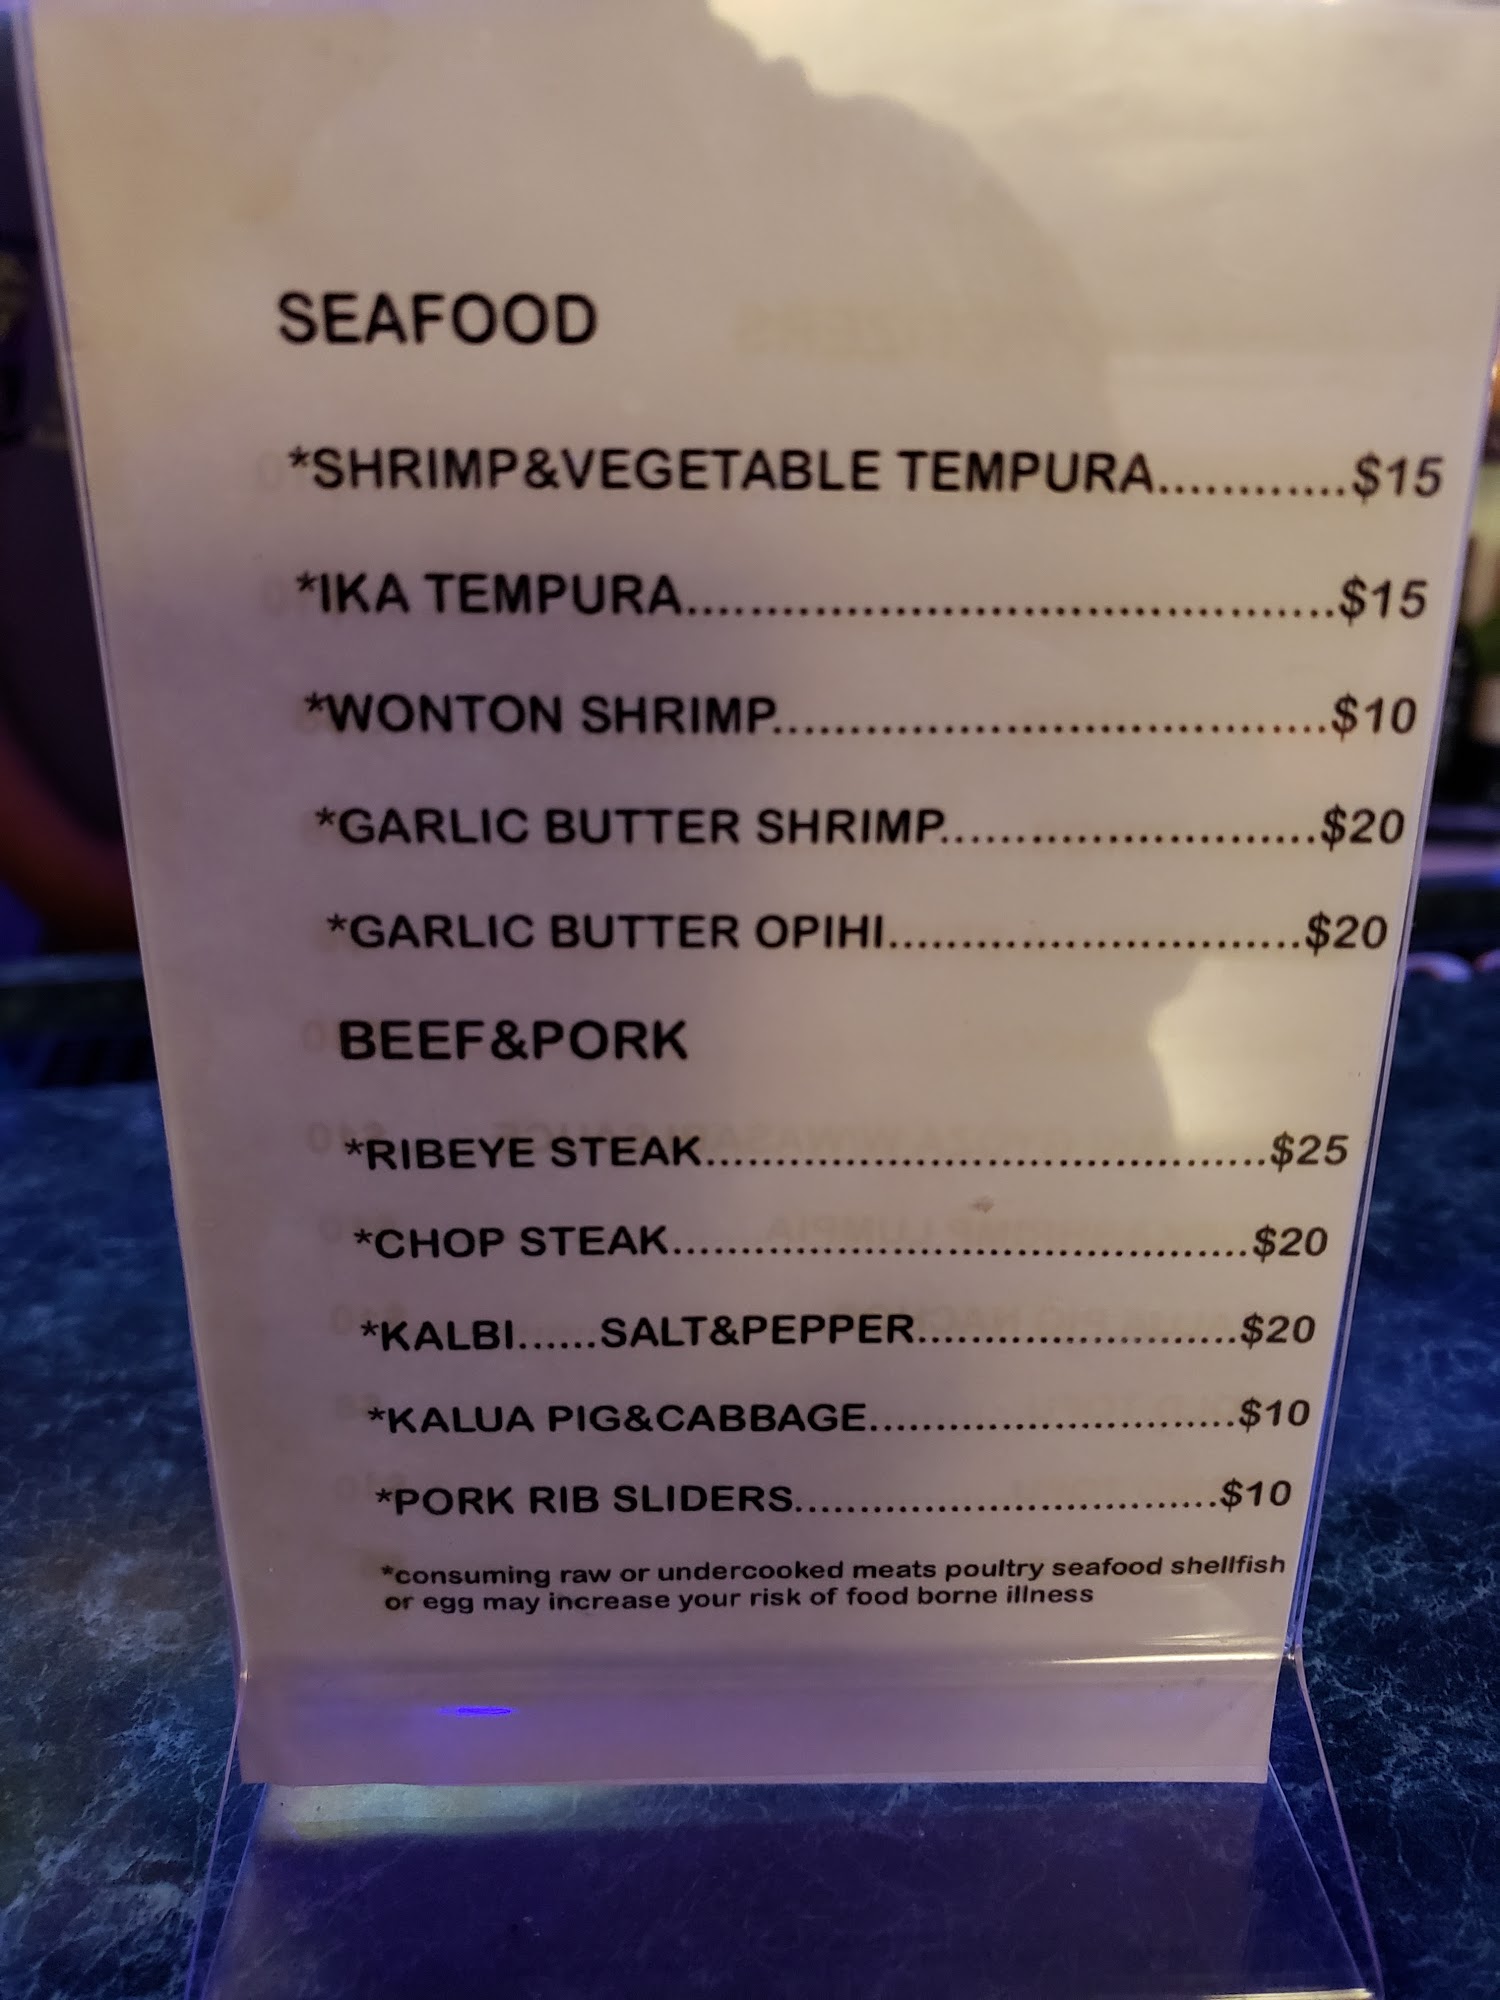 SEAFOOD
*SHRIMP&VEGETABLE TEMPURA............$15
*IKA TEMPURA........................................$15
*WONTON SHRIMP..................................$10
*GARLIC BUTTER SHRIMP.......................$20
*GARLIC BUTTER OPIHI..........................$20
BEEF&PORK
*RIBEYE STEAK......................................$25
*CHOP STEAK........................................$20
*KALBI......SALT&PEPPER.......................$20
*KALUA PIG&CABBAGE..........................$10
*PORK RIB SLIDERS...............................$10
*consuming raw or undercooked meats poultry seafood shellfish
or egg may increase your risk of food borne illness